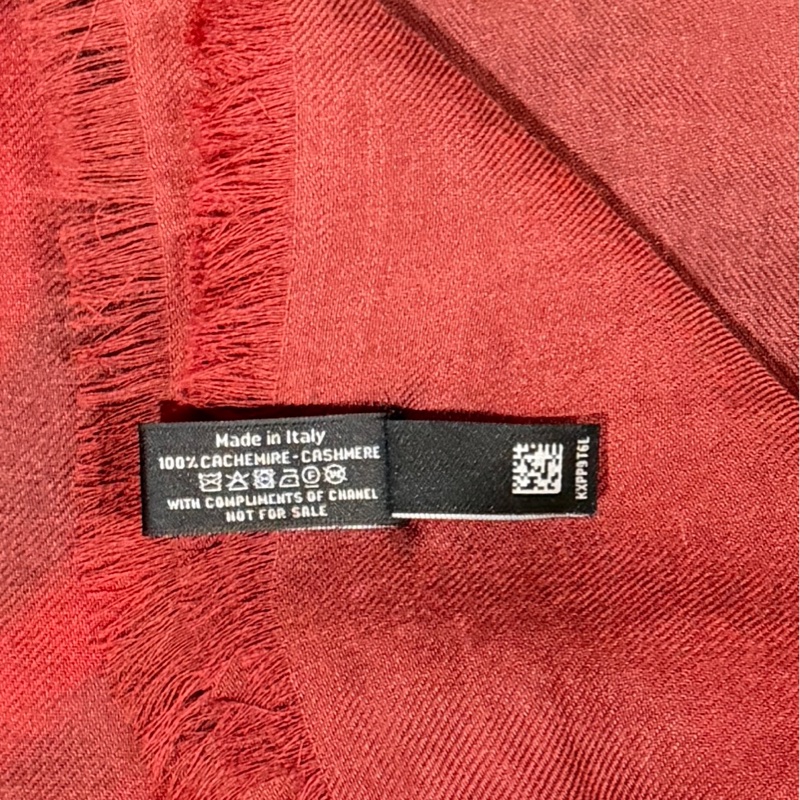 Made in Italy
100% CACHEMIRE - CASHMERE
WITH COMPLIMENTS OF CHANEL
NOT FOR SALE
KXPP9T6L